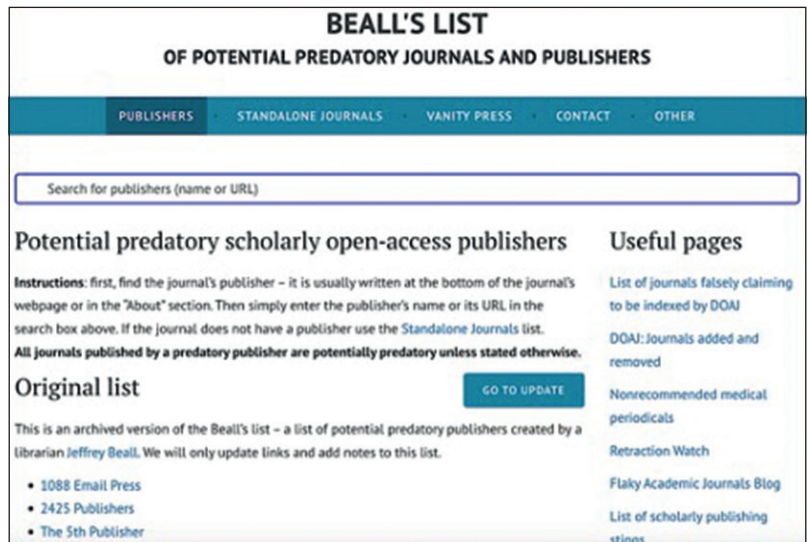 BEALL'S LIST
OF POTENTIAL PREDATORY JOURNALS AND PUBLISHERS
PUBLISHERS · STANDALONE JOURNALS · VANITY PRESS · CONTACT · OTHER
Search for publishers (name or URL)
Potential predatory scholarly open-access publishers
Instructions: first, find the journal's publisher – it is usually written at the bottom of the journal's
webpage or in the "About" section. Then simply enter the publisher's name or its URL in the
search box above. If the journal does not have a publisher use the Standalone Journals list.
All journals published by a predatory publisher are potentially predatory unless stated otherwise.
Original list
GO TO UPDATE
This is an archived version of the Beall's list – a list of potential predatory publishers created by a
librarian Jeffrey Beall. We will only update links and add notes to this list.
• 1088 Email Press
• 2425 Publishers
• The 5th Publisher
Useful pages
List of journals falsely claiming
to be indexed by DOAJ
DOAJ: Journals added and
removed
Nonrecommended medical
periodicals
Retraction Watch
Flaky Academic Journals Blog
List of scholarly publishing
stings